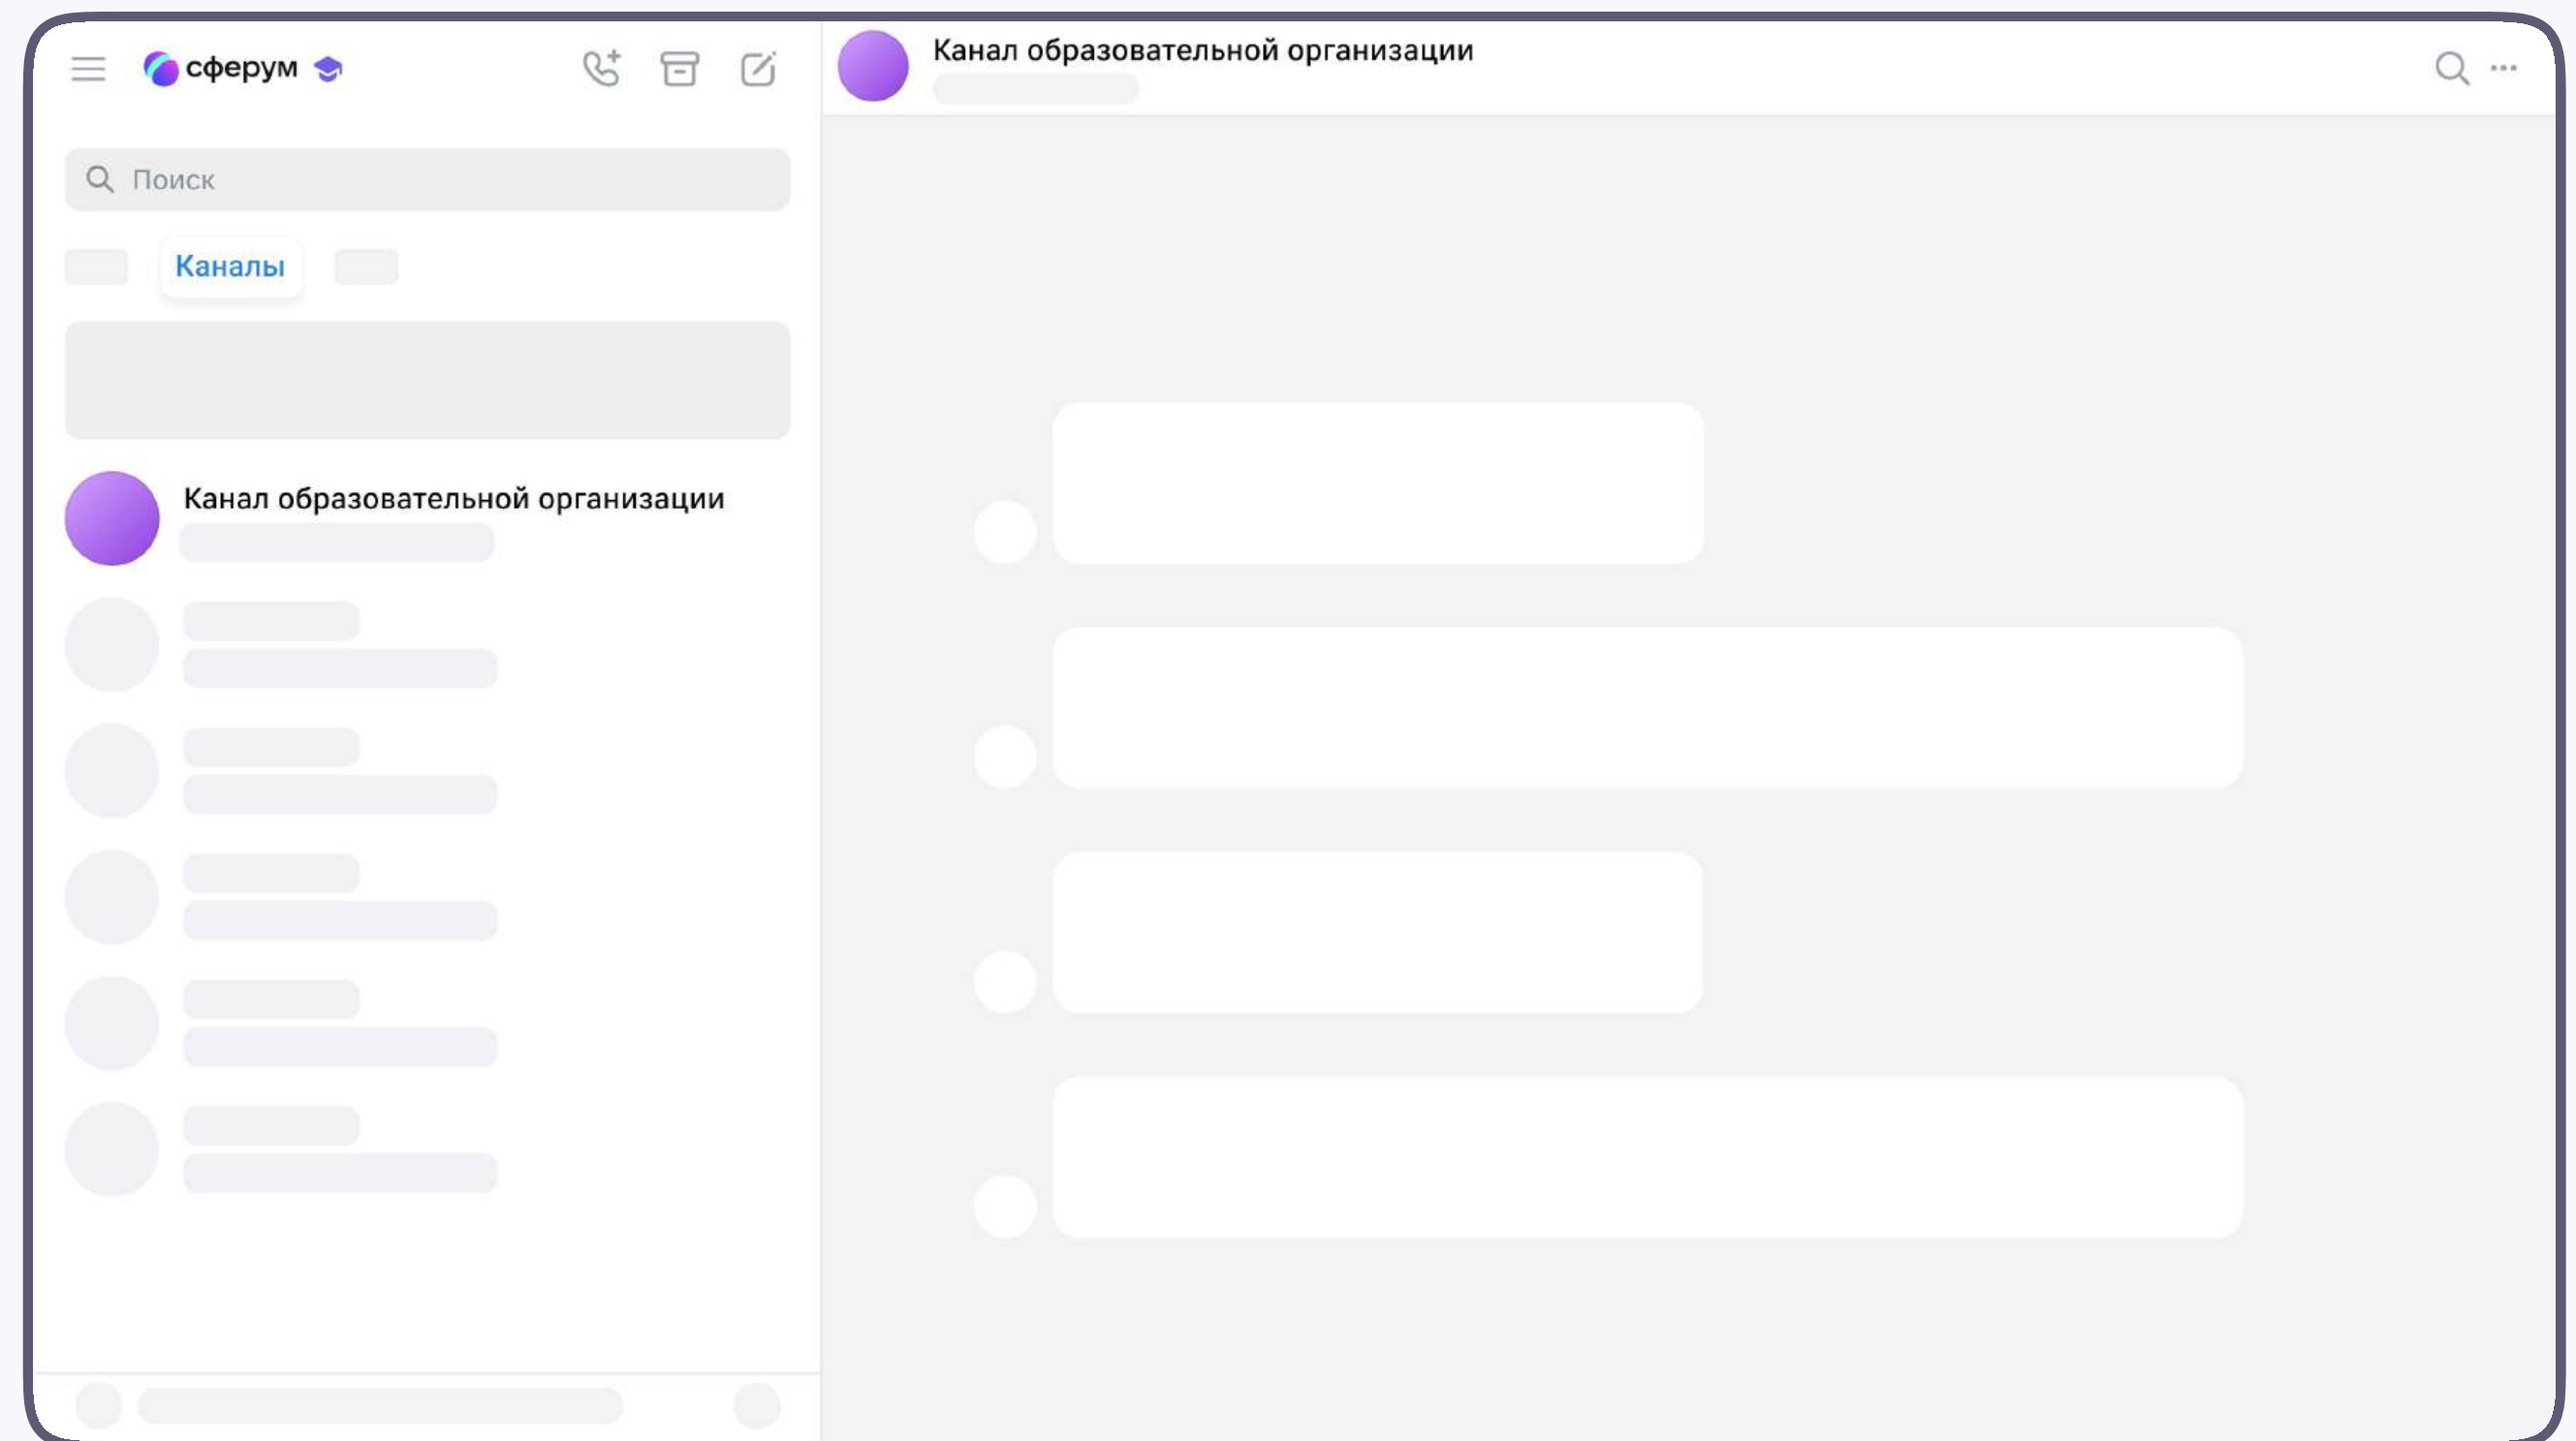 сферум
Поиск
Каналы
Канал образовательной организации
Канал образовательной организации